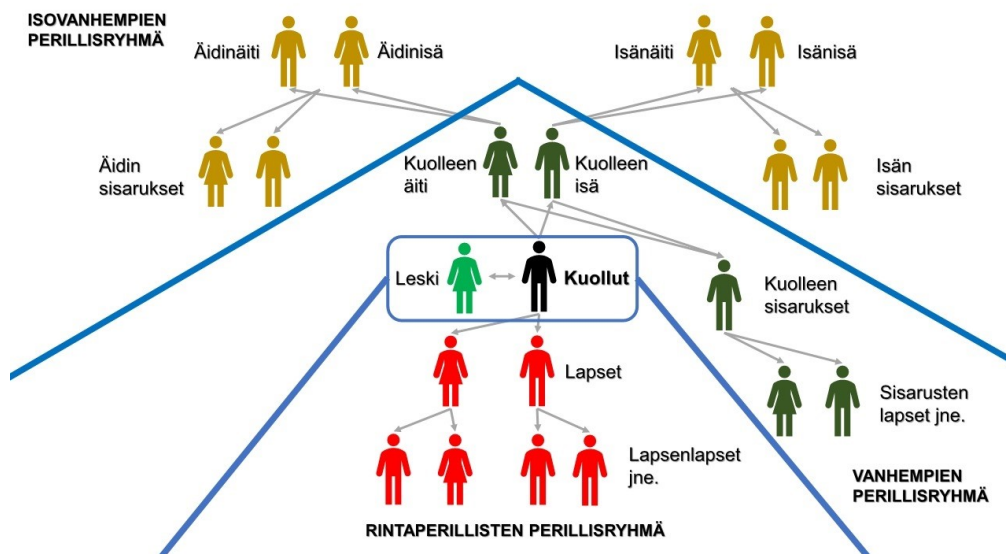 ISOVANHEMPIEN
PERILLISRYHMÄ
Äidinäiti
Äidinisä
Isänäiti
Isänisä
Äidin
sisarukset
Kuolleen
äiti
Kuolleen
isä
Isän
sisarukset
Leski
Kuollut
Kuolleen
sisarukset
Lapset
Sisarusten
lapset jne.
Lapsenlapset
jne.
VANHEMPIEN
PERILLISRYHMÄ
RINTAPERILLISTEN PERILLISRYHMÄ